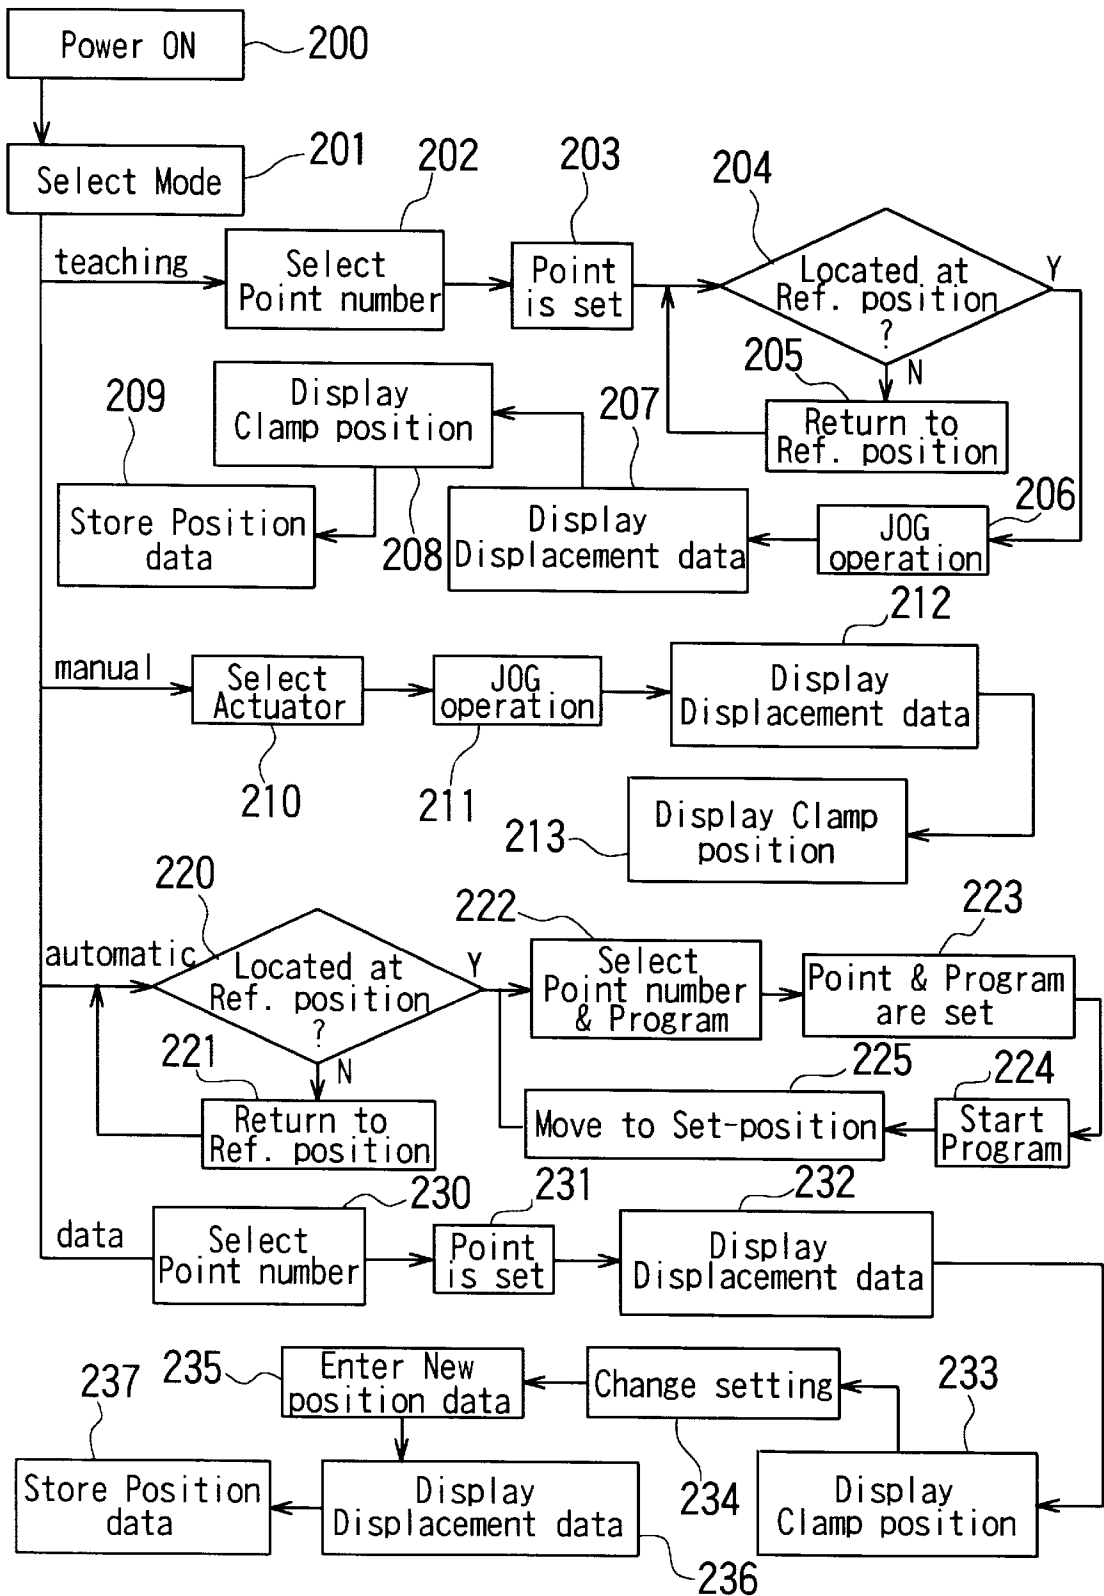 Power ON
200
Select Mode
201
teaching
202
Select
Point number
203
Point
is set
204
Located at
Ref. position
?
Y
N
205
Return to
Ref. position
206
JOG
operation
207
Display
Displacement data
Display
Clamp position
208
209
Store Position
data
manual
Select
Actuator
210
JOG
operation
211
212
Display
Displacement data
213
Display Clamp
position
automatic
220
Located at
Ref. position
?
Y
N
221
Return to
Ref. position
222
Select
Point number
& Program
223
Point & Program
are set
224
Start
Program
225
Move to Set-position
data
230
Select
Point number
231
Point
is set
232
Display
Displacement data
233
Display
Clamp position
Change setting
234
235
Enter New
position data
Display
Displacement data
236
237
Store Position
data